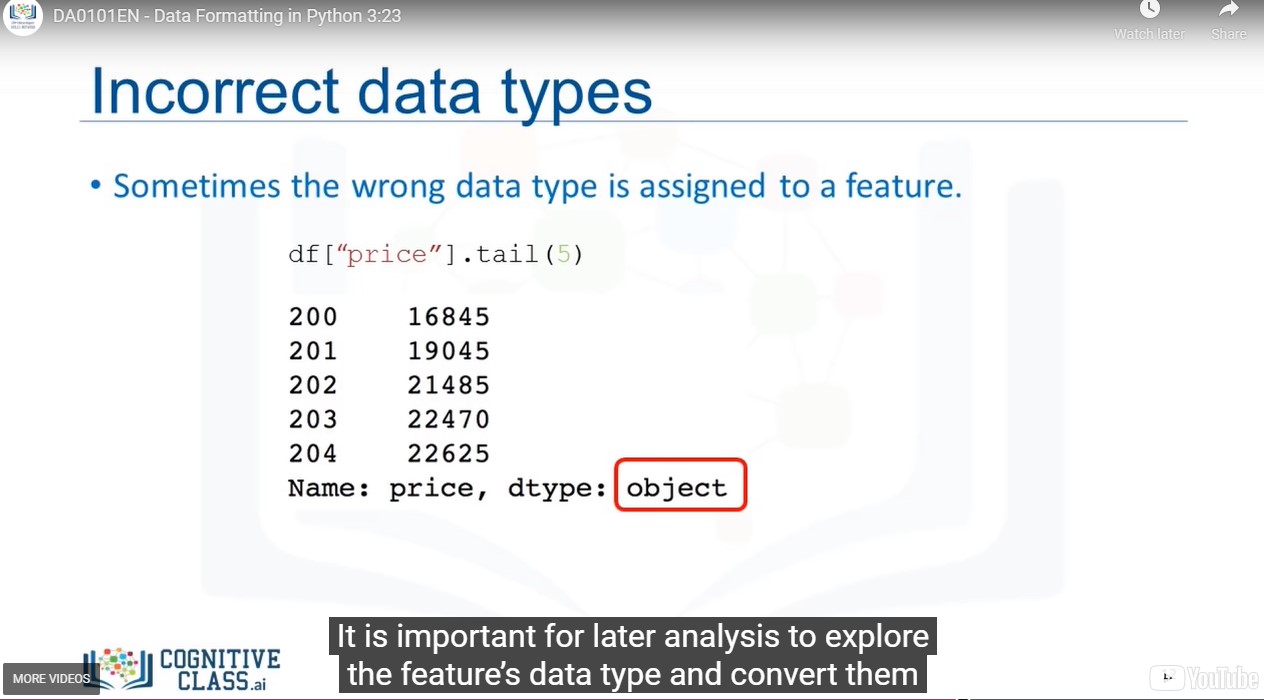 DA0101EN - Data Formatting in Python 3:23
Watch later
Share
Incorrect data types
• Sometimes the wrong data type is assigned to a feature.
df[“price”].tail(5)
200 16845
201 19045
202 21485
203 22470
204 22625
Name: price, dtype: object
It is important for later analysis to explore
the feature’s data type and convert them
COGNITIVE
CLASS.ai
MORE VIDEOS
YouTube